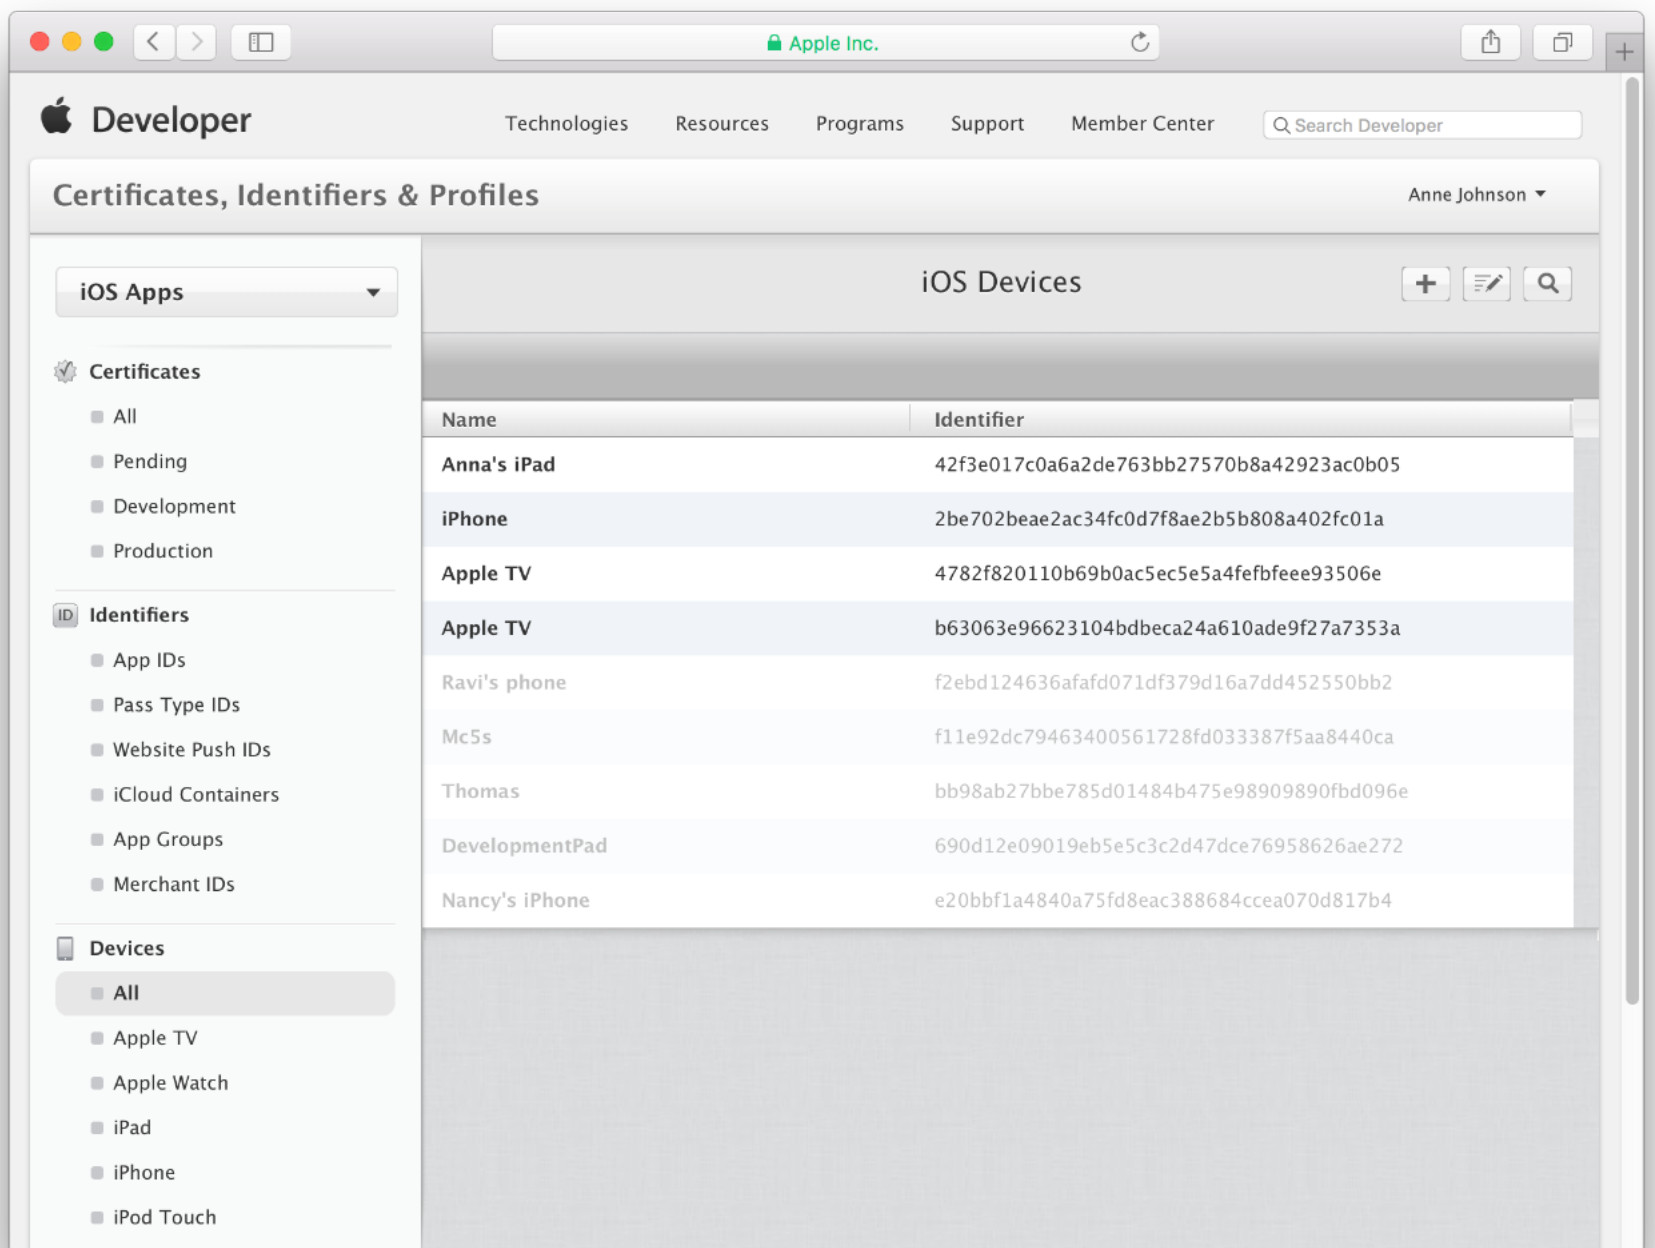 Apple Inc.
Developer
Technologies Resources Programs Support Member Center Search Developer
Certificates, Identifiers & Profiles
Anne Johnson
iOS Apps
iOS Devices
Certificates
All
Pending
Development
Production
ID Identifiers
App IDs
Pass Type IDs
Website Push IDs
iCloud Containers
App Groups
Merchant IDs
Devices
All
Apple TV
Apple Watch
iPad
iPhone
iPod Touch
Name Identifier
Anna's iPad 42f3e017c0a6a2de763bb27570b8a42923ac0b05
iPhone 2be702beae2ac34fc0d7f8ae2b5b808a402fc01a
Apple TV 4782f820110b69b0ac5ec5e5a4fefbfeee93506e
Apple TV b63063e96623104bdbeca24a610ade9f27a7353a
Ravi's phone f2ebd124636afafd071df379d16a7dd452550bb2
Mc5s f11e92dc79463400561728fd033387f5aa8440ca
Thomas bb98ab27bbe785d01484b475e98909890fbd096e
DevelopmentPad 690d12e09019eb5e5c3c2d47dce76958626ae272
Nancy's iPhone e20bbf1a4840a75fd8eac388684ccea070d817b4